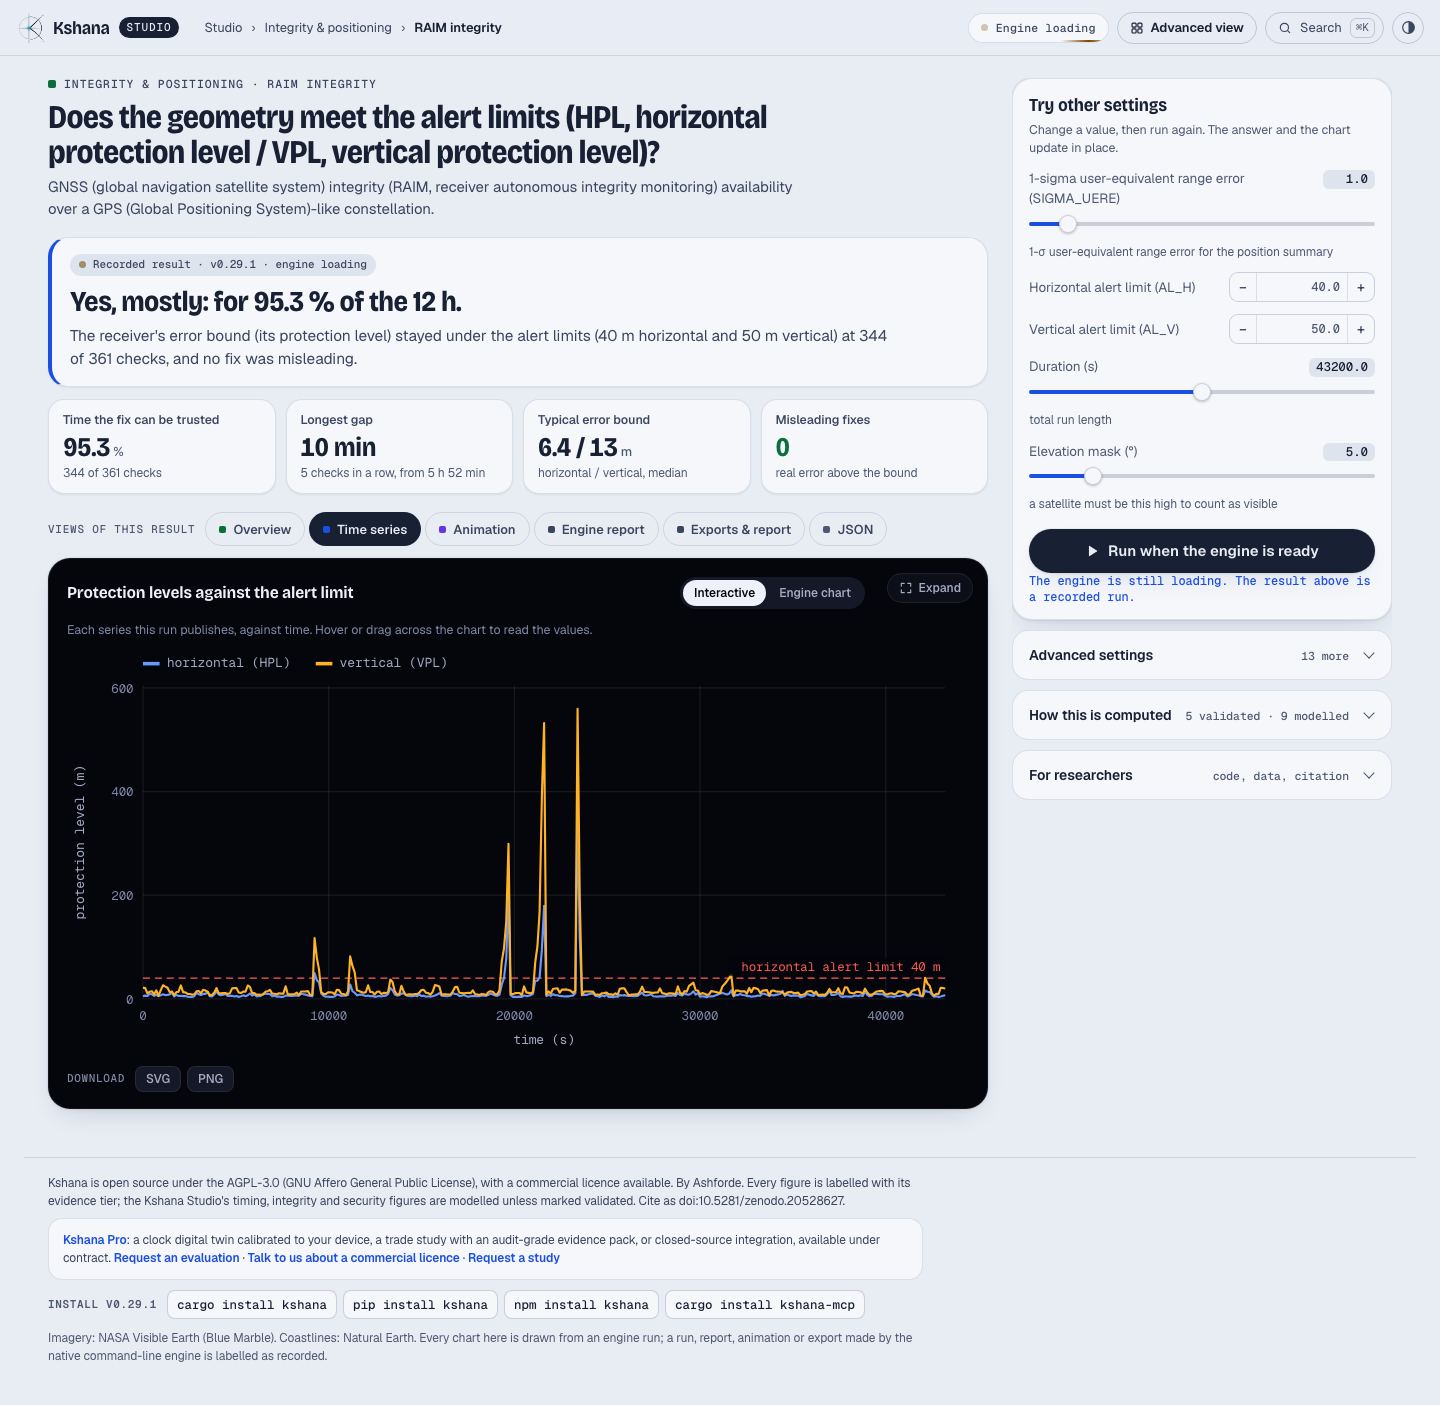 Kshana STUDIO Studio › Integrity & positioning › RAIM integrity Engine loading Advanced view Search ⌘K
INTEGRITY & POSITIONING · RAIM INTEGRITY
Does the geometry meet the alert limits (HPL, horizontal
protection level / VPL, vertical protection level)?
GNSS (global navigation satellite system) integrity (RAIM, receiver autonomous integrity monitoring) availability
over a GPS (Global Positioning System)-like constellation.
Recorded result · v0.29.1 · engine loading
Yes, mostly: for 95.3 % of the 12 h.
The receiver's error bound (its protection level) stayed under the alert limits (40 m horizontal and 50 m vertical) at 344
of 361 checks, and no fix was misleading.
Time the fix can be trusted
95.3 %
344 of 361 checks
Longest gap
10 min
5 checks in a row, from 5 h 52 min
Typical error bound
6.4 / 13 m
horizontal / vertical, median
Misleading fixes
0
real error above the bound
VIEWS OF THIS RESULT Overview Time series Animation Engine report Exports & report JSON
Protection levels against the alert limit Interactive Engine chart Expand
Each series this run publishes, against time. Hover or drag across the chart to read the values.
horizontal (HPL) vertical (VPL)
600
400
200
0
protection level (m)
horizontal alert limit 40 m
0 10000 20000 30000 40000
time (s)
DOWNLOAD SVG PNG
Try other settings
Change a value, then run again. The answer and the chart
update in place.
1-sigma user-equivalent range error 1.0
(SIGMA_UERE)
1-σ user-equivalent range error for the position summary
Horizontal alert limit (AL_H) − 40.0 +
Vertical alert limit (AL_V) − 50.0 +
Duration (s) 43200.0
total run length
Elevation mask (°) 5.0
a satellite must be this high to count as visible
Run when the engine is ready
The engine is still loading. The result above is
a recorded run.
Advanced settings 13 more
How this is computed 5 validated · 9 modelled
For researchers code, data, citation
Kshana is open source under the AGPL-3.0 (GNU Affero General Public License), with a commercial licence available. By Ashforde. Every figure is labelled with its
evidence tier; the Kshana Studio's timing, integrity and security figures are modelled unless marked validated. Cite as doi:10.5281/zenodo.20528627.
Kshana Pro: a clock digital twin calibrated to your device, a trade study with an audit-grade evidence pack, or closed-source integration, available under
contract. Request an evaluation · Talk to us about a commercial licence · Request a study
INSTALL V0.29.1 cargo install kshana pip install kshana npm install kshana cargo install kshana-mcp
Imagery: NASA Visible Earth (Blue Marble). Coastlines: Natural Earth. Every chart here is drawn from an engine run; a run, report, animation or export made by the
native command-line engine is labelled as recorded.